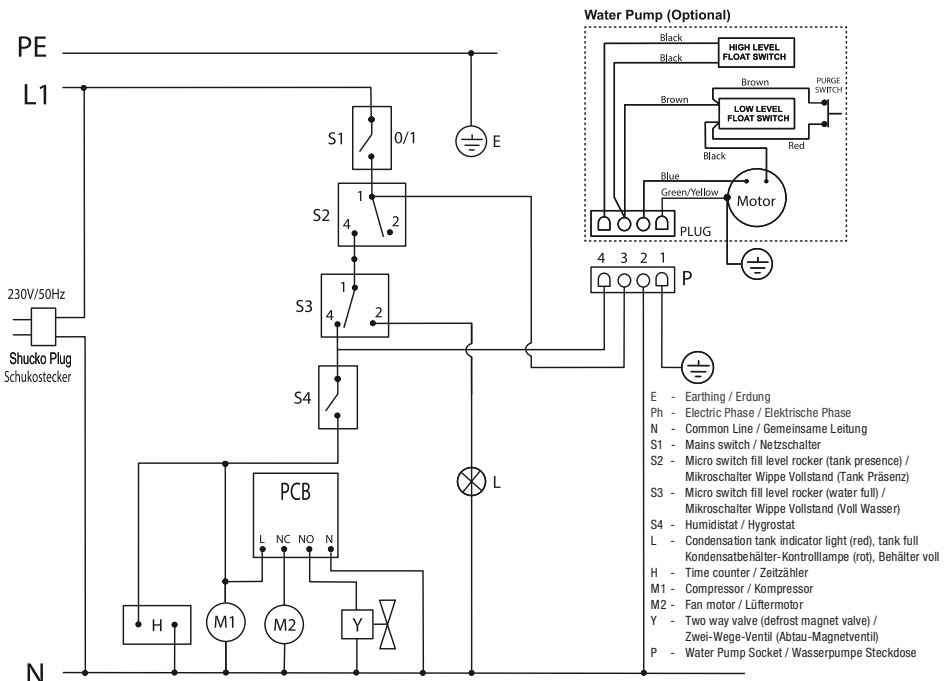 Water Pump (Optional)
Black
HIGH LEVEL
FLOAT SWITCH
Black
Brown
PURGE
SWITCH
Brown
LOW LEVEL
FLOAT SWITCH
Red
Black
Blue
Green/Yellow
Motor
PLUG
4 3 2 1
P
PE
L1
E
S1
0/1
S2
1
4
2
S3
1
4
2
S4
230V/50Hz
Shucko Plug
Schukostecker
PCB
L NC NO N
L
H
M1
M2
Y
N
E - Earthing / Erdung
Ph - Electric Phase / Elektrische Phase
N - Common Line / Gemeinsame Leitung
S1 - Mains switch / Netzschalter
S2 - Micro switch fill level rocker (tank presence) /
Mikroschalter Wippe Vollstand (Tank Präsenz)
S3 - Micro switch fill level rocker (water full) /
Mikroschalter Wippe Vollstand (Voll Wasser)
S4 - Humidistat / Hygrostat
L - Condensation tank indicator light (red), tank full
Kondensatbehälter-Kontrolllampe (rot), Behälter voll
H - Time counter / Zeitzähler
M1 - Compressor / Kompressor
M2 - Fan motor / Lüftermotor
Y - Two way valve (defrost magnet valve) /
Zwei-Wege-Ventil (Abtau-Magnetventil)
P - Water Pump Socket / Wasserpumpe Steckdose